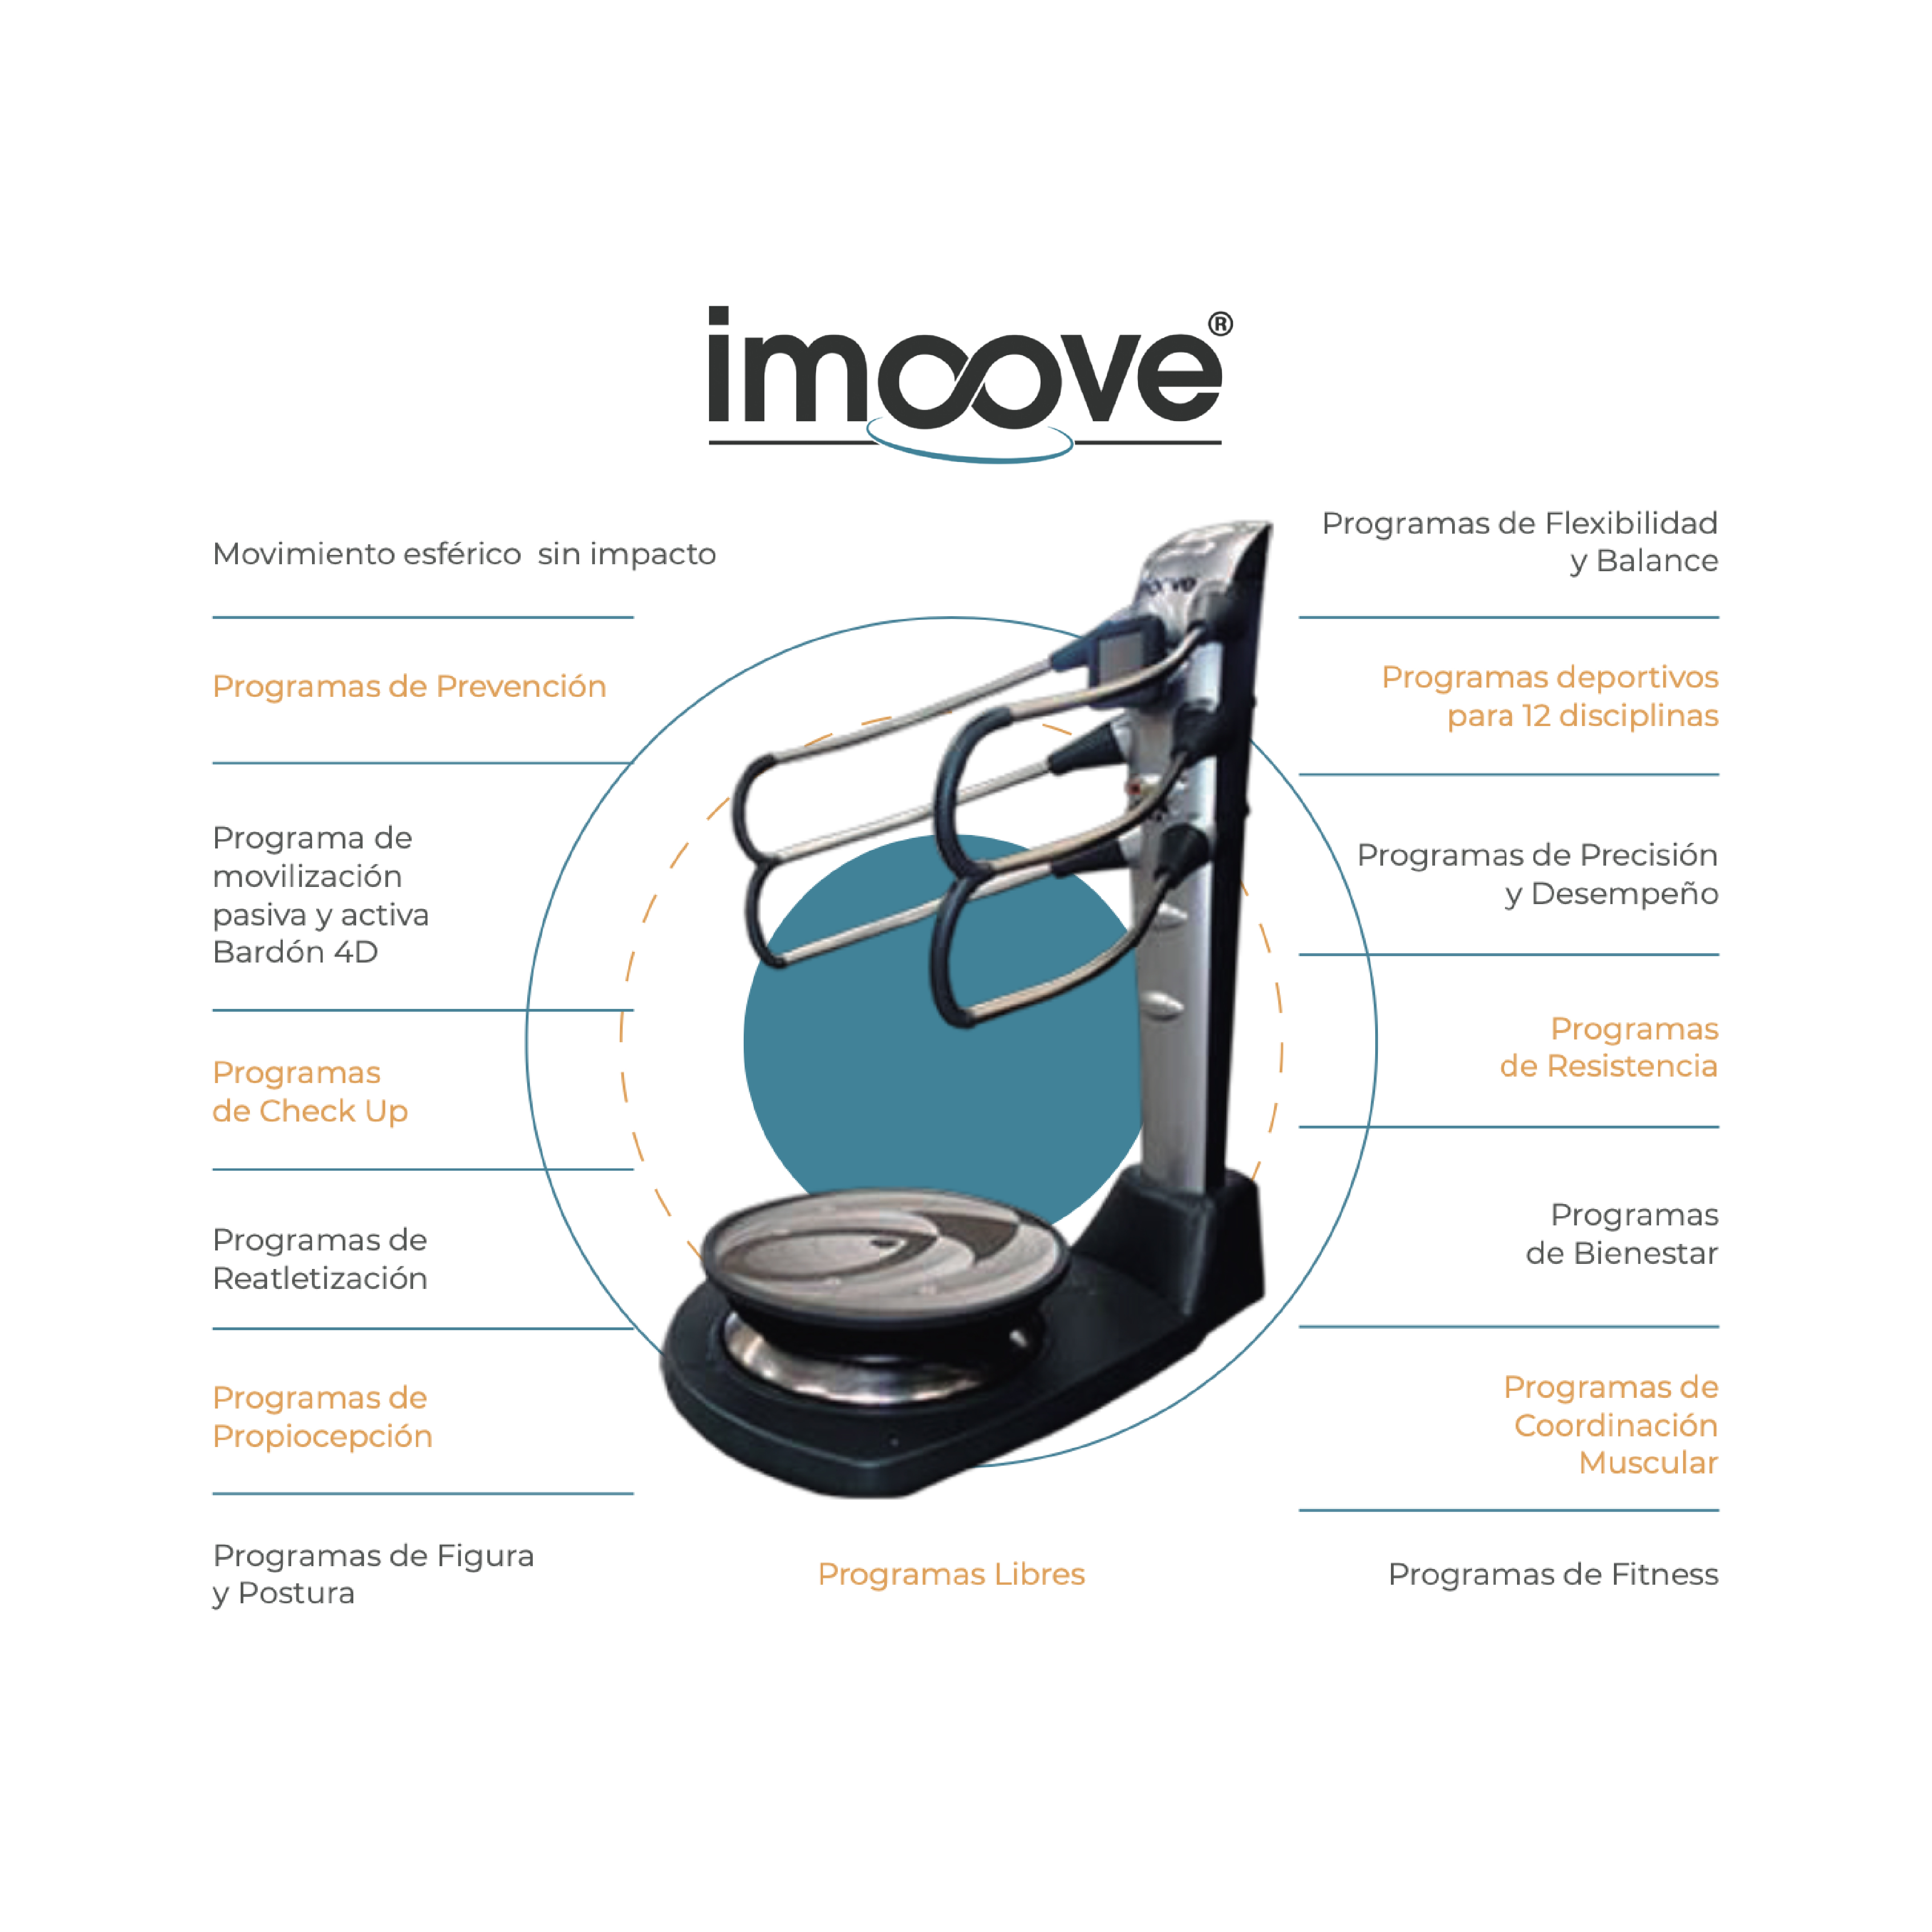 imoove®
Movimiento esférico sin impacto
Programas de Prevención
Programa de
movilización
pasiva y activa
Bardón 4D
Programas
de Check Up
Programas de
Reatletización
Programas de
Propiocepción
Programas de Figura
y Postura
Programas Libres
Programas de Flexibilidad
y Balance
Programas deportivos
para 12 disciplinas
Programas de Precisión
y Desempeño
Programas
de Resistencia
Programas
de Bienestar
Programas de
Coordinación
Muscular
Programas de Fitness